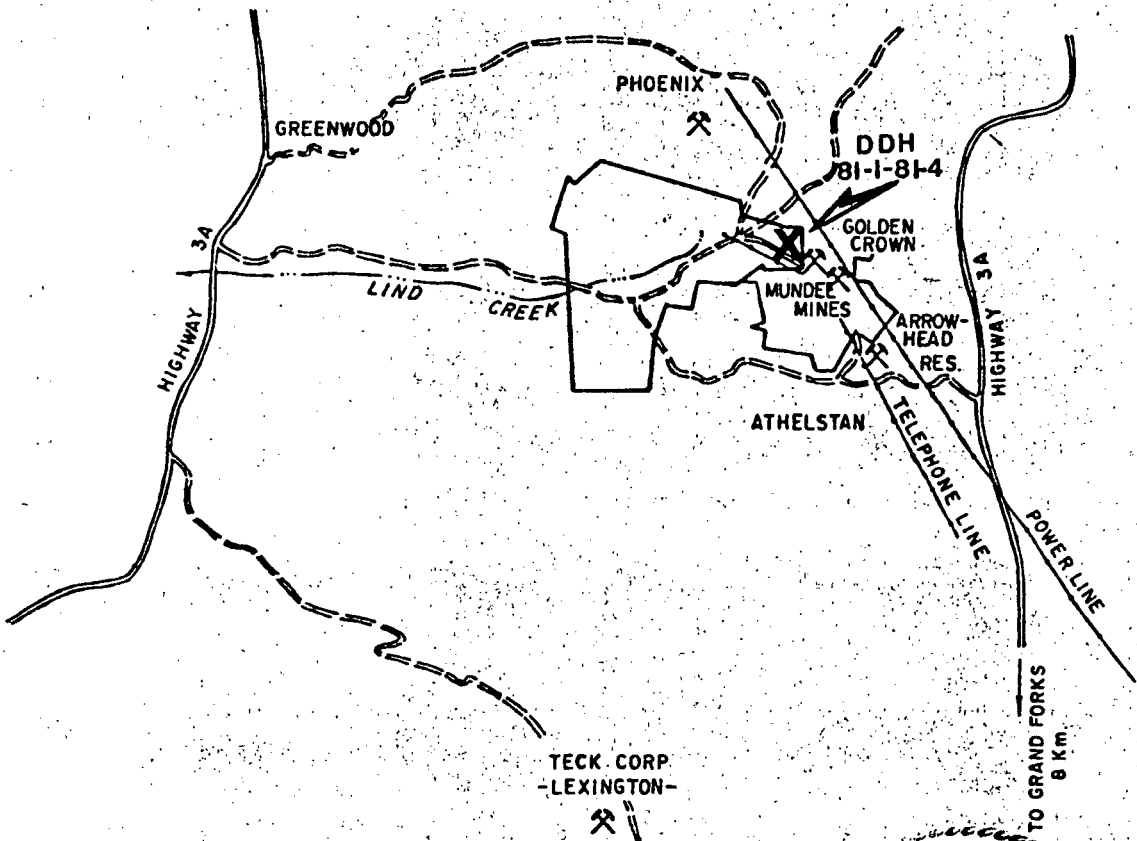 PHOENIX
GREENWOOD
DDH
81-1-81-4
GOLDEN
CROWN
HIGHWAY 3A
LIND CREEK
MUNDEE
MINES
ARROW-
HEAD
RES.
HIGHWAY 3A
ATHELSTAN
TELEPHONE LINE
POWER LINE
TO GRAND FORKS
8 Km.
TECK CORP
-LEXINGTON-